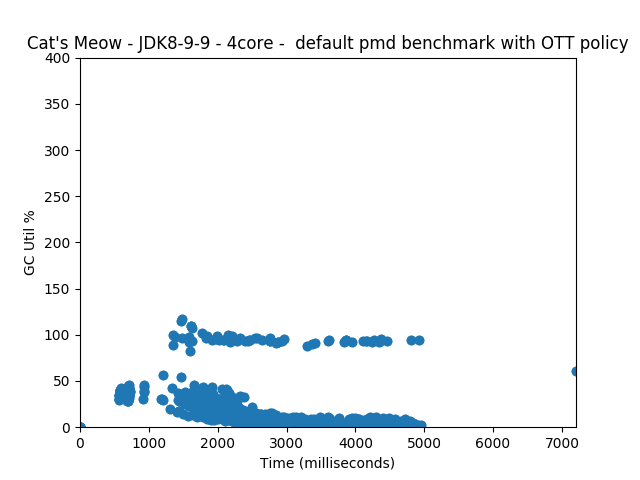 Cat's Meow - JDK8-9-9 - 4core -  default pmd benchmark with OTT policy
400
350
300
250
200
150
100
50
0
GC Util %
0 1000 2000 3000 4000 5000 6000 7000
Time (milliseconds)